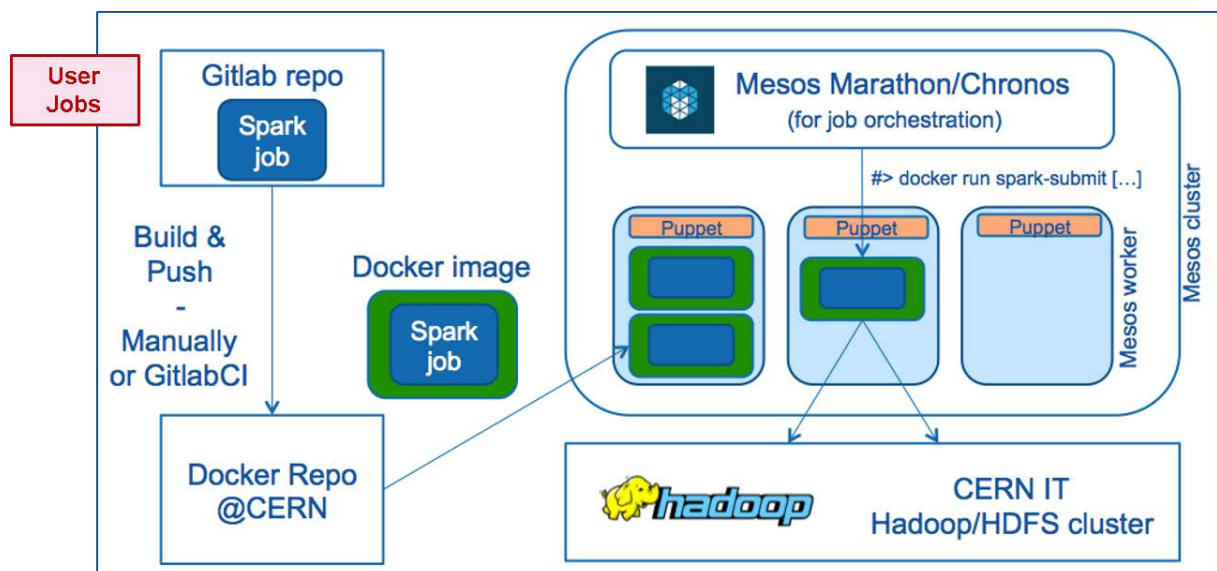 User
Jobs
Gitlab repo
Spark
job
Build &
Push
-
Manually
or GitlabCI
Docker image
Spark
job
Docker Repo
@CERN
Mesos Marathon/Chronos
(for job orchestration)
#> docker run spark-submit […]
Puppet
Puppet
Puppet
Mesos worker
Mesos cluster
hadoop
CERN IT
Hadoop/HDFS cluster